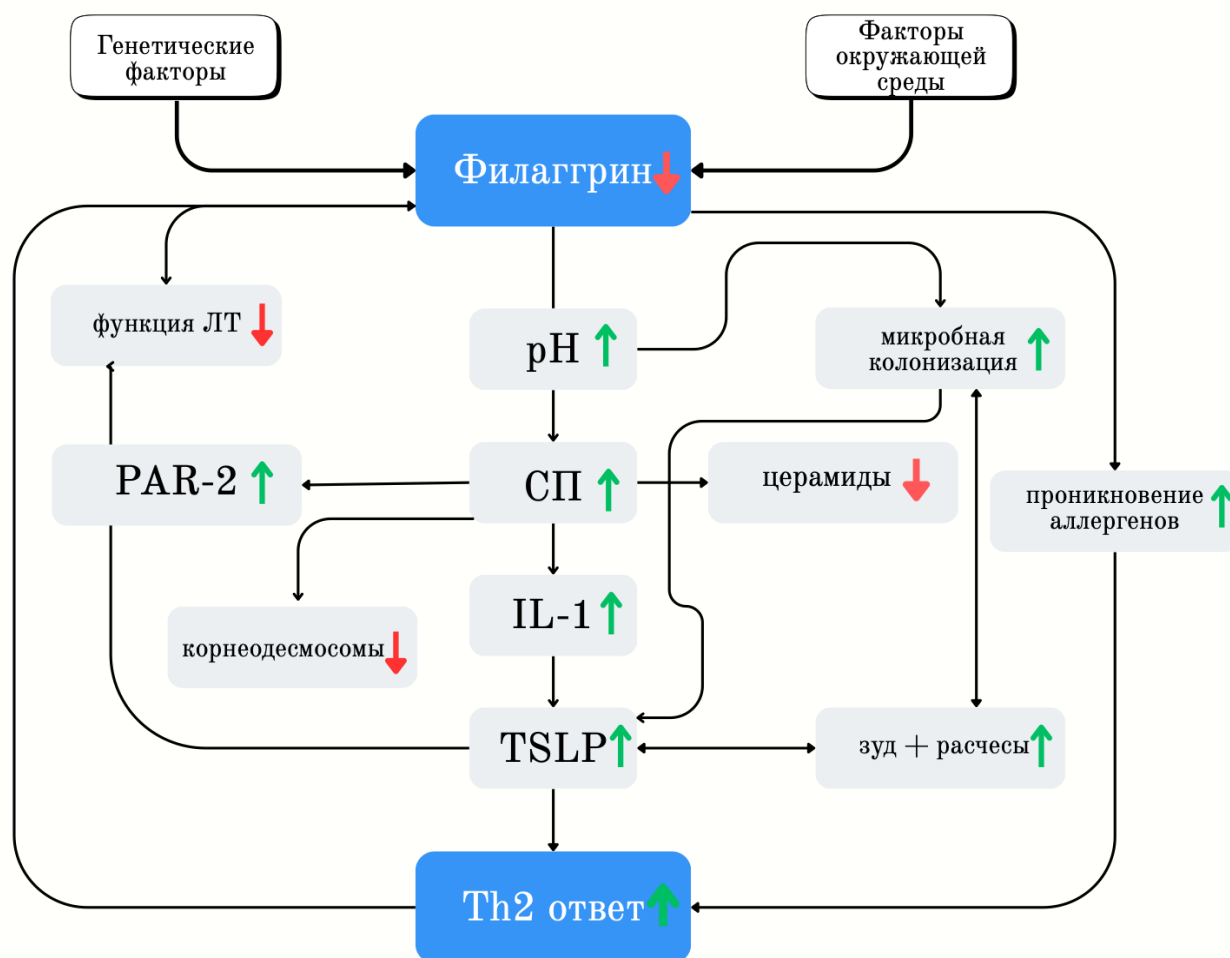 Генетические
факторы
Факторы
окружающей
среды
Филаггрин
функция ЛТ
pH
микробная
колонизация
PAR-2
СП
церамиды
проникновение
аллергенов
IL-1
корнеодесмосомы
TSLP
зуд + расчесы
Th2 ответ